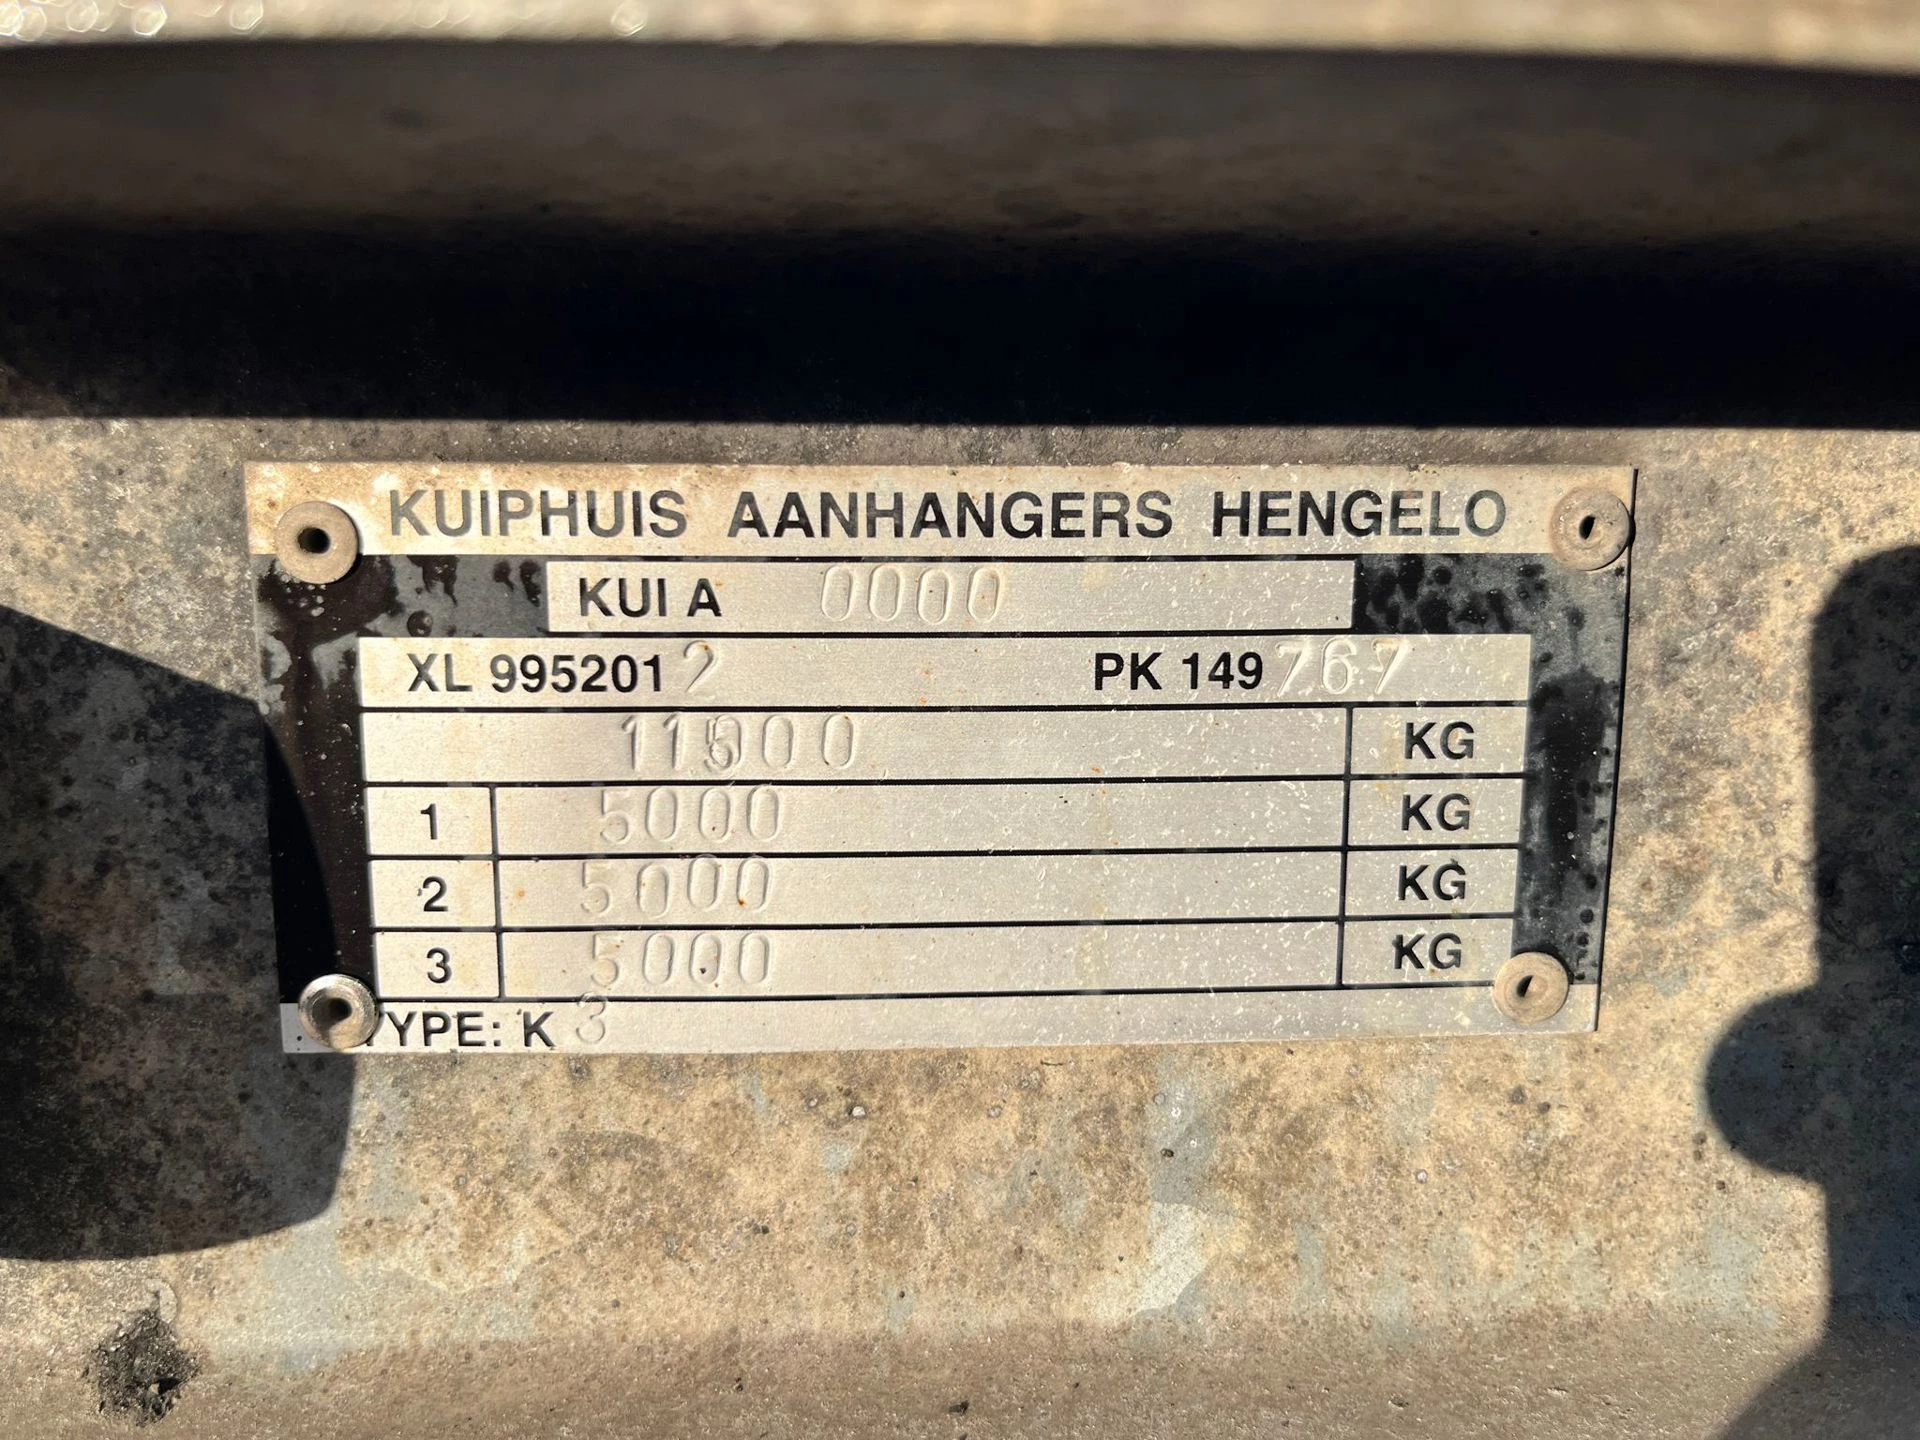 KUIPHUIS AANHANGERS HENGELO
KUI A 0000
XL 9952012 PK 149767
KG
1 5000 KG
2 5000 KG
3 5000 KG
TYPE: K 3